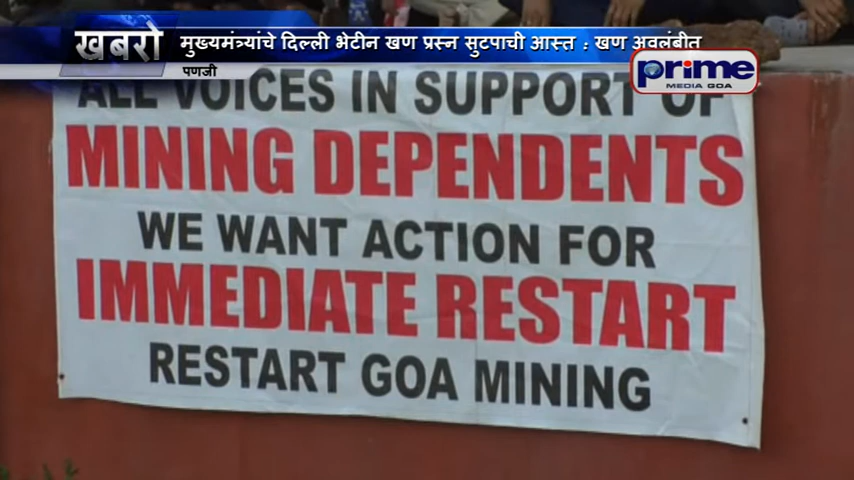 खबरो
मुख्यमंत्र्यांचे दिल्ली भेटीन खण प्रस्न सुटपाची आस्त : खण अवलंबीत
पणजी
prime
MEDIA GOA
ALL VOICES IN SUPPORT OF
MINING DEPENDENTS
WE WANT ACTION FOR
IMMEDIATE RESTART
RESTART GOA MINING